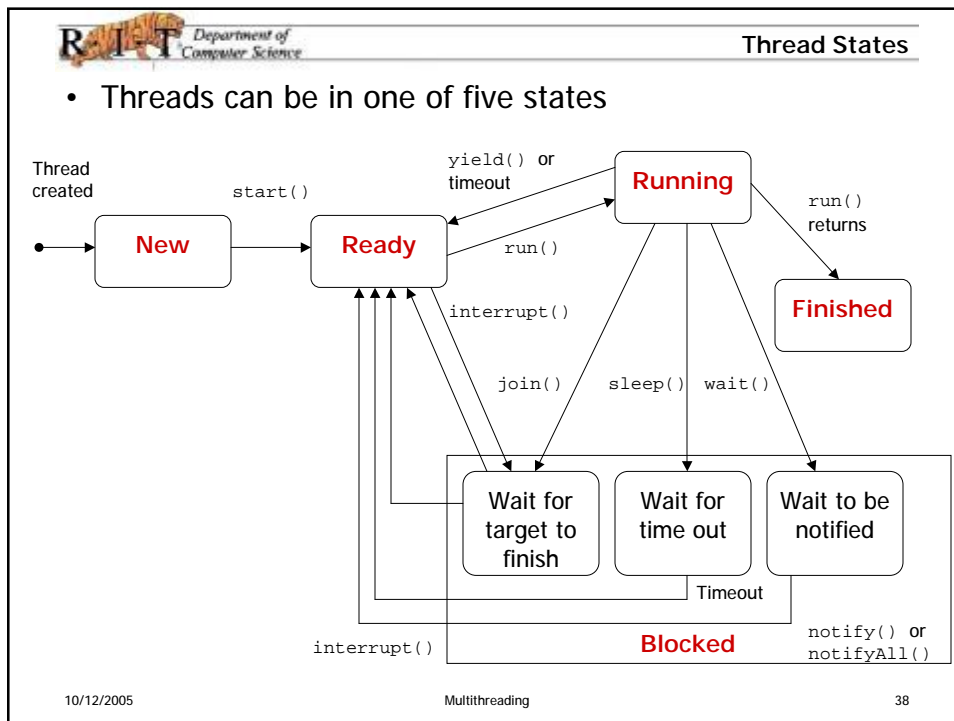 R I T Department of
Computer Science
Thread States
• Threads can be in one of five states
Thread
created
start()
yield() or
timeout
Running
run()
returns
New
Ready
run()
Finished
interrupt()
join()
sleep()
wait()
Wait for
target to
finish
Wait for
time out
Wait to be
notified
Timeout
interrupt()
Blocked
notify() or
notifyAll()
10/12/2005
Multithreading
38